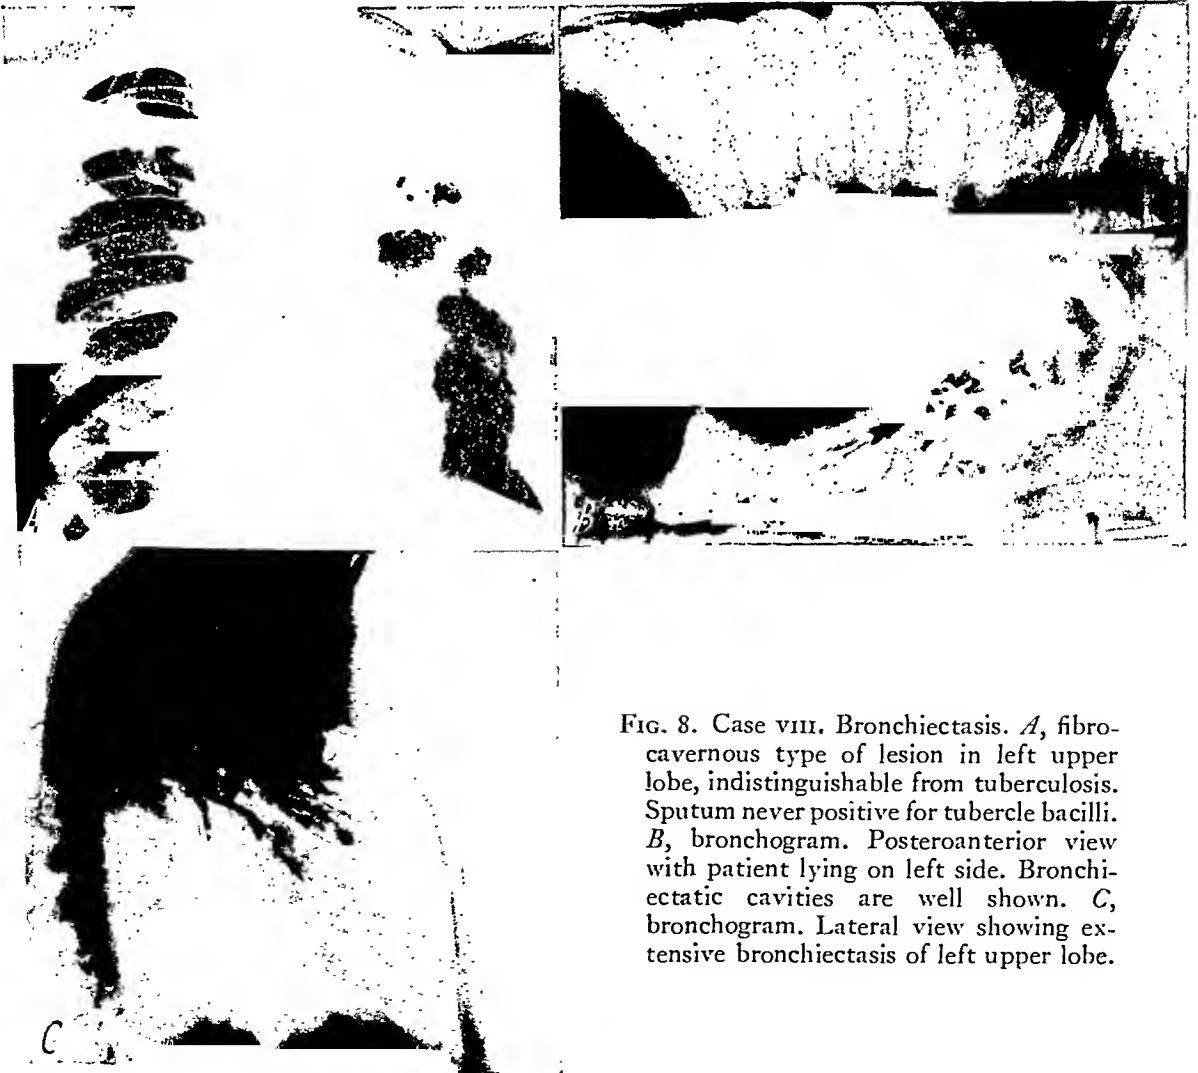 A
B
C
FIG. 8. Case VIII. Bronchiectasis. A, fibro-
cavernous type of lesion in left upper
lobe, indistinguishable from tuberculosis.
Sputum never positive for tubercle bacilli.
B, bronchogram. Posteroanterior view
with patient lying on left side. Bronchi-
ectatic cavities are well shown. C,
bronchogram. Lateral view showing ex-
tensive bronchiectasis of left upper lobe.